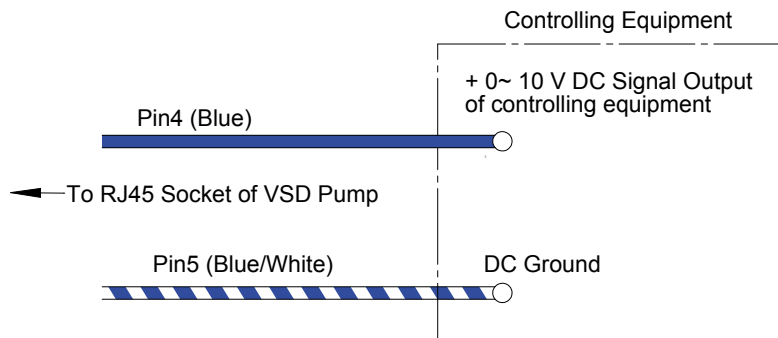 Controlling Equipment
+ 0~ 10 V DC Signal Output
of controlling equipment
Pin4 (Blue)
To RJ45 Socket of VSD Pump
Pin5 (Blue/White)
DC Ground